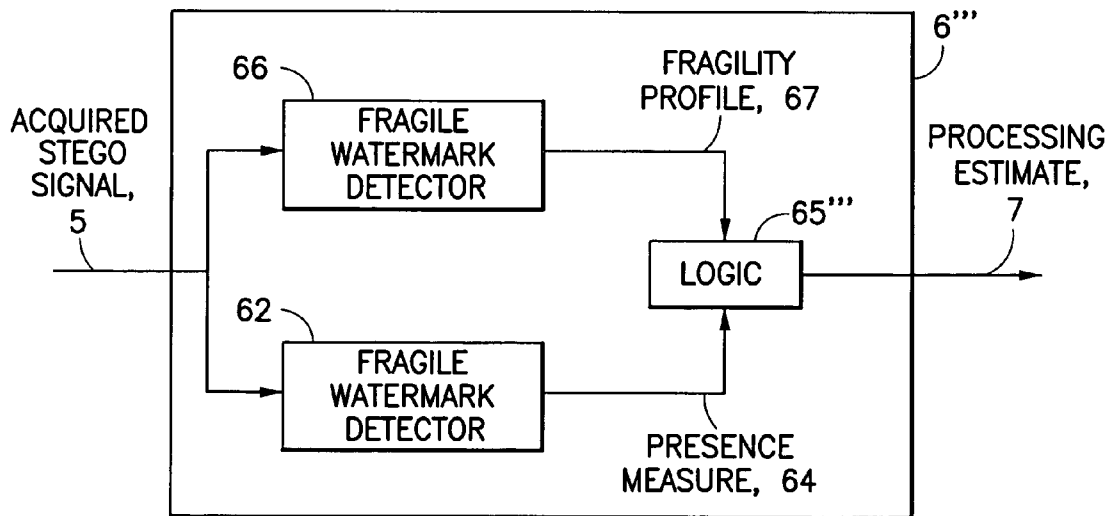 6'''
66
FRAGILITY
PROFILE, 67
FRAGILE
WATERMARK
DETECTOR
ACQUIRED
STEGO
SIGNAL,
5
PROCESSING
ESTIMATE,
7
65'''
LOGIC
62
FRAGILE
WATERMARK
DETECTOR
PRESENCE
MEASURE, 64